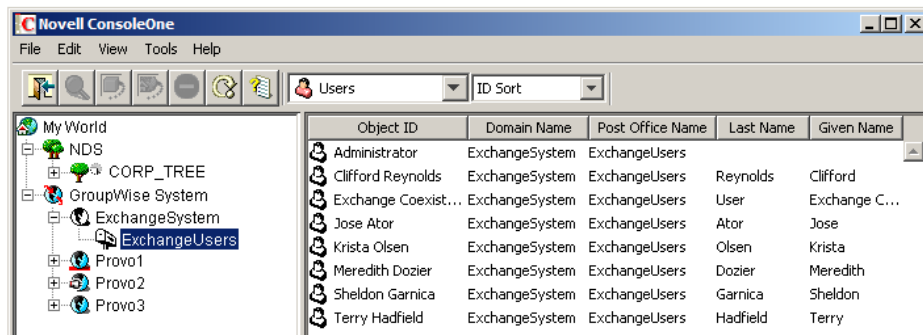 Novell ConsoleOne
File Edit View Tools Help
Users ID Sort
My World
NDS
CORP_TREE
GroupWise System
ExchangeSystem
ExchangeUsers
Provo1
Provo2
Provo3
Object ID Domain Name Post Office Name Last Name Given Name
Administrator ExchangeSystem ExchangeUsers
Clifford Reynolds ExchangeSystem ExchangeUsers Reynolds Clifford
Exchange Coexist... ExchangeSystem ExchangeUsers User Exchange C...
Jose Ator ExchangeSystem ExchangeUsers Ator Jose
Krista Olsen ExchangeSystem ExchangeUsers Olsen Krista
Meredith Dozier ExchangeSystem ExchangeUsers Dozier Meredith
Sheldon Garnica ExchangeSystem ExchangeUsers Garnica Sheldon
Terry Hadfield ExchangeSystem ExchangeUsers Hadfield Terry